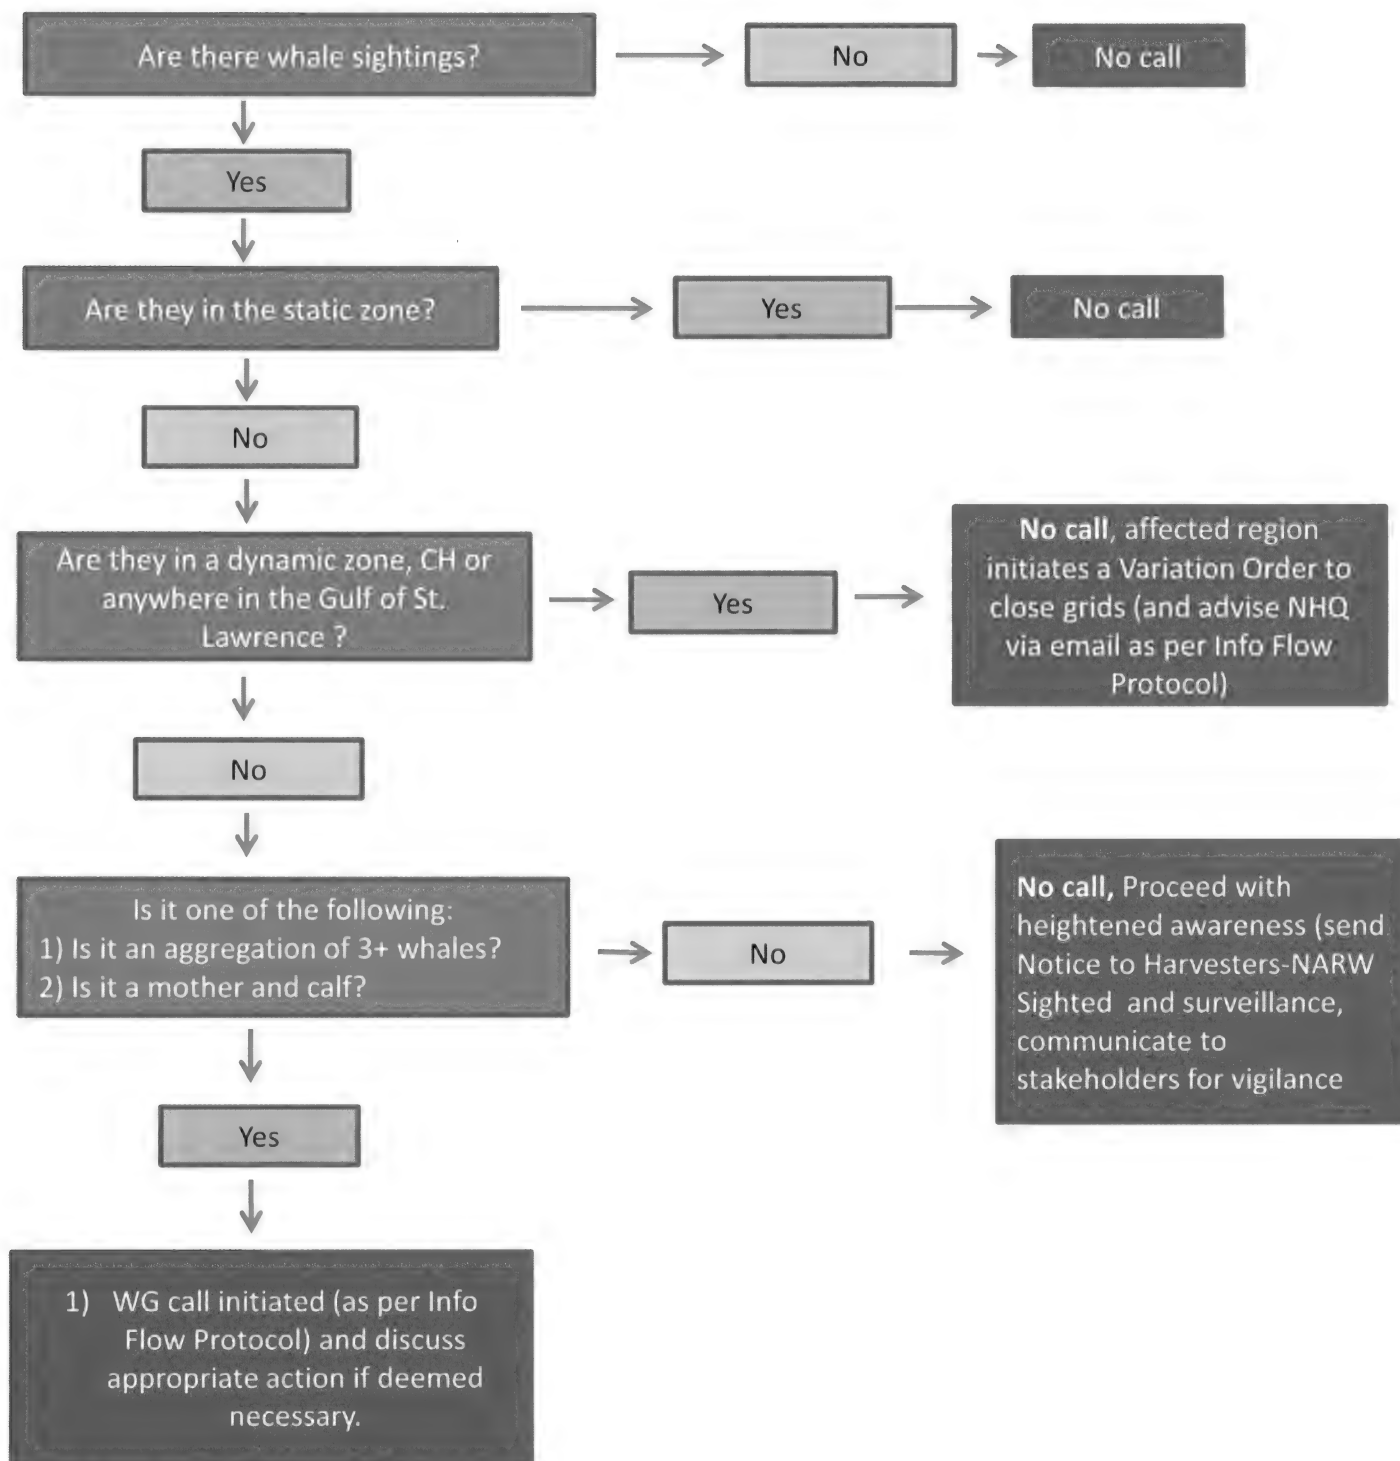 Are there whale sightings?
No
No call
Yes
Are they in the static zone?
Yes
No call
No
Are they in a dynamic zone, CH or
anywhere in the Gulf of St.
Lawrence ?
Yes
No call, affected region
initiates a Variation Order to
close grids (and advise NHQ
via email as per Info Flow
Protocol)
No
Is it one of the following:
1) Is it an aggregation of 3+ whales?
2) Is it a mother and calf?
No
No call, Proceed with
heightened awareness (send
Notice to Harvesters-NARW
Sighted and surveillance,
communicate to
stakeholders for vigilance
Yes
1) WG call initiated (as per Info
Flow Protocol) and discuss
appropriate action if deemed
necessary.